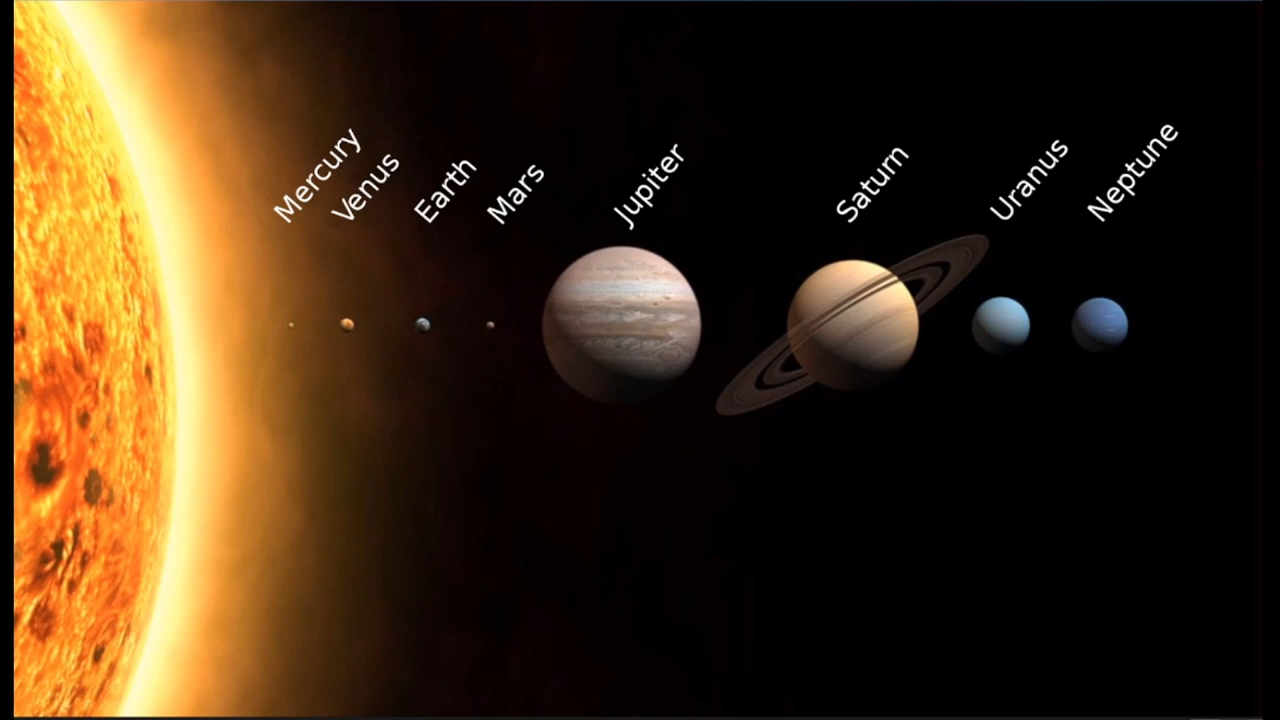 Mercury
Venus
Earth
Mars
Jupiter
Saturn
Uranus
Neptune